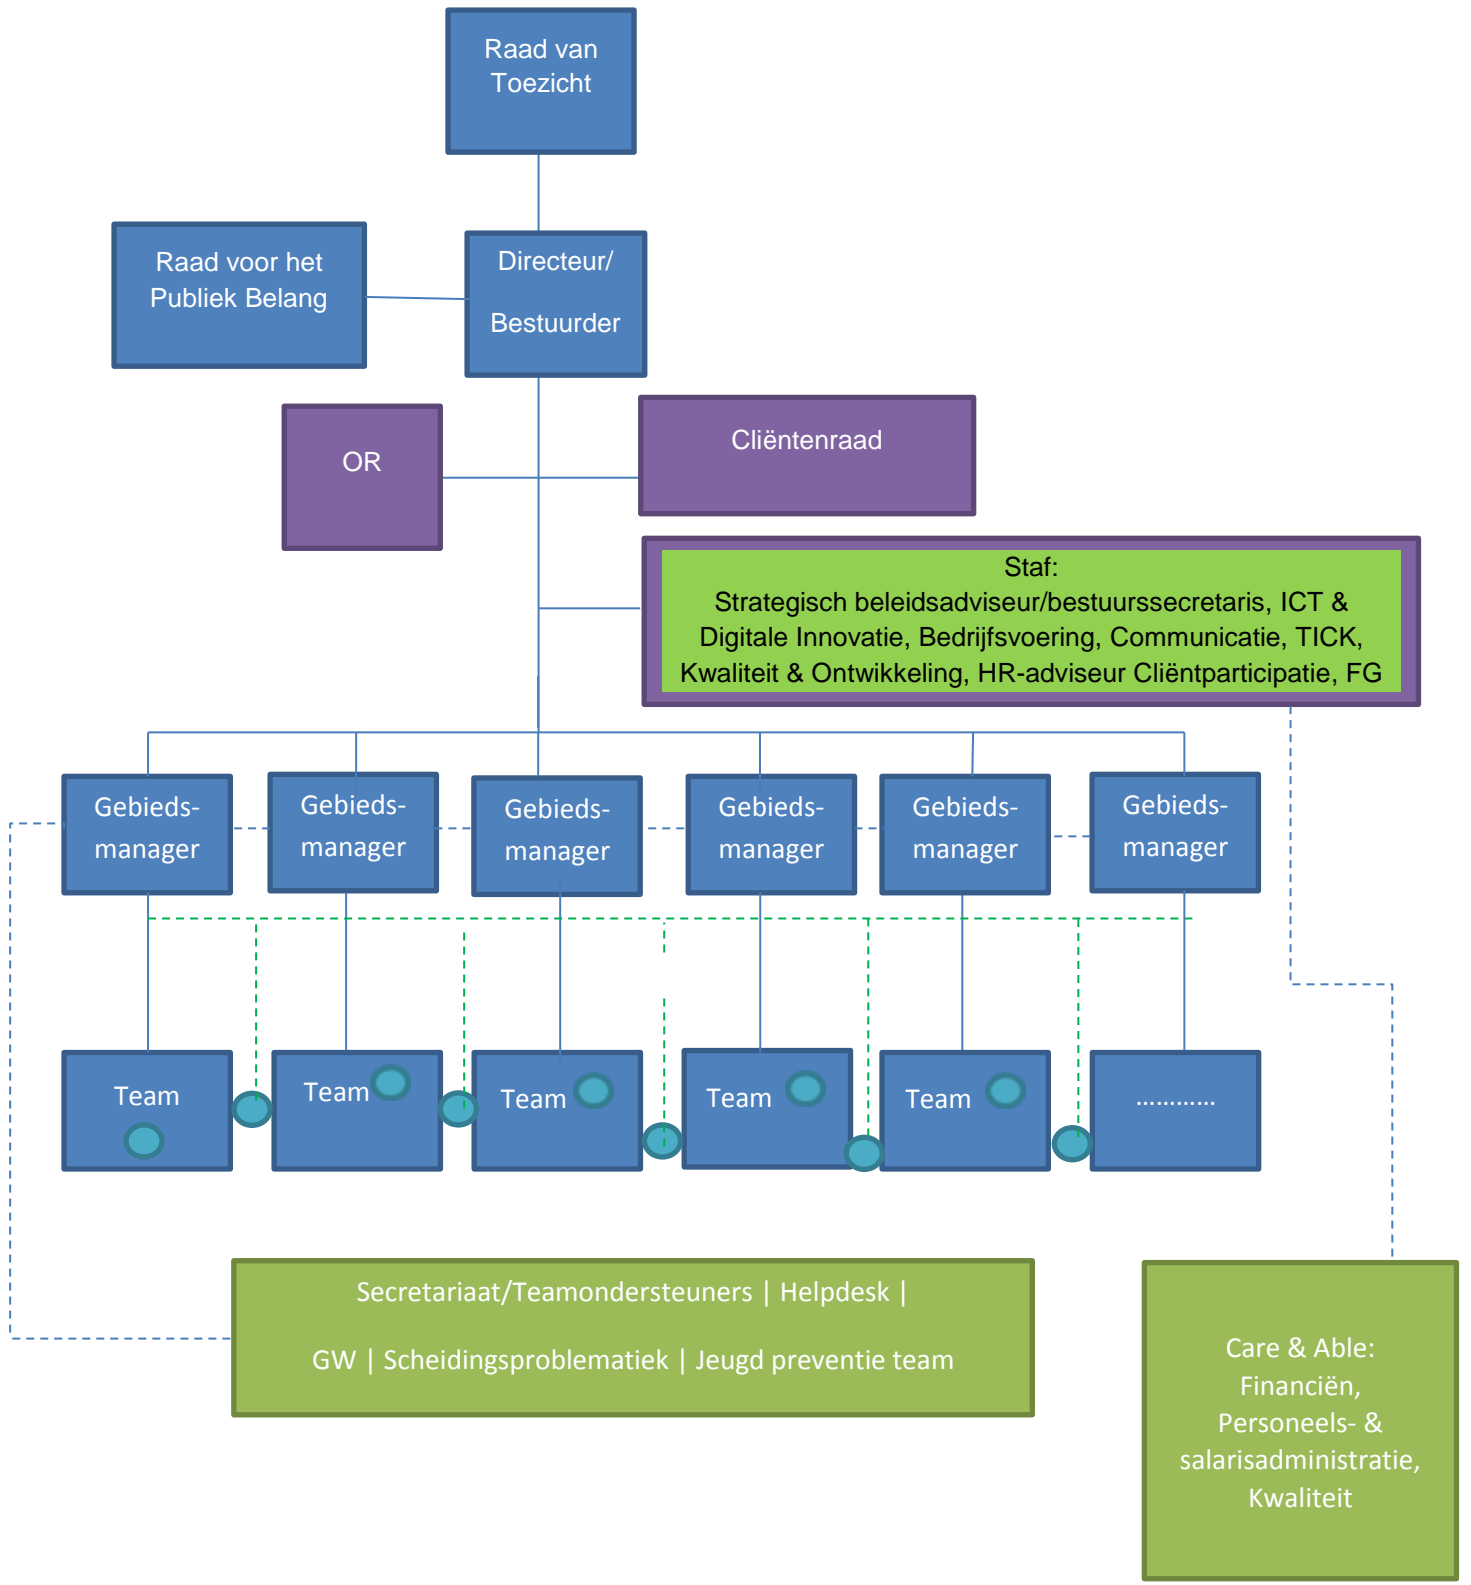 Raad van
Toezicht
Raad voor het
Publiek Belang
Directeur/
Bestuurder
OR
Cliëntenraad
Staf:
Strategisch beleidsadviseur/bestuurssecretaris, ICT &
Digitale Innovatie, Bedrijfsvoering, Communicatie, TICK,
Kwaliteit & Ontwikkeling, HR-adviseur Cliëntparticipatie, FG
Gebieds-
manager
Gebieds-
manager
Gebieds-
manager
Gebieds-
manager
Gebieds-
manager
Gebieds-
manager
Team
Team
Team
Team
Team
............
Secretariaat/Teamondersteuners | Helpdesk |
GW | Scheidingsproblematiek | Jeugd preventie team
Care & Able:
Financiën,
Personeels- &
salarisadministratie,
Kwaliteit